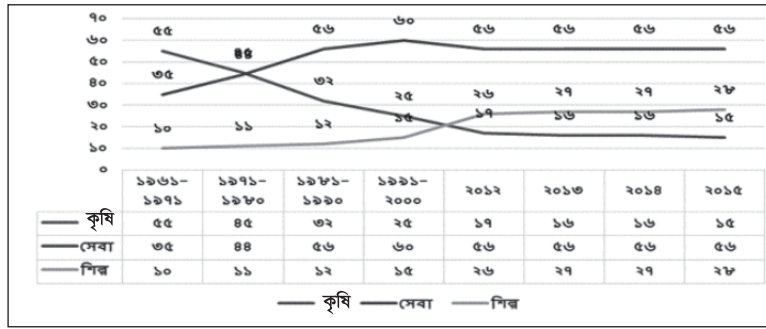 ৭০
৬০
৫০
৪০
৩০
২০
১০
০
৫৫ ৪৫ ৫৬ ৬০ ৫৬ ৫৬ ৫৬ ৫৬
৩৫ ৪৪ ৩২ ২৫ ২৬ ২৭ ২৭ ২৮
১০ ১১ ১২ ১৫ ১৭ ১৬ ১৬ ১৫
১৯৬১-১৯৭১ ১৯৭১-১৯৮০ ১৯৮১-১৯৯০ ১৯৯১-২০০০ ২০১২ ২০১৩ ২০১৪ ২০১৫
কৃষি ৫৫ ৪৫ ৩২ ২৫ ১৭ ১৬ ১৬ ১৫
সেবা ৩৫ ৪৪ ৫৬ ৬০ ৫৬ ৫৬ ৫৬ ৫৬
শিল্প ১০ ১১ ১২ ১৫ ২৬ ২৭ ২৭ ২৮
কৃষি সেবা শিল্প